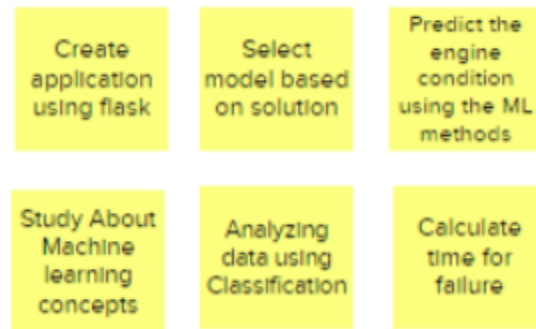 Create
application
using flask
Select
model based
on solution
Predict the
engine
condition
using the ML
methods
Study About
Machine
learning
concepts
Analyzing
data using
Classification
Calculate
time for
failure